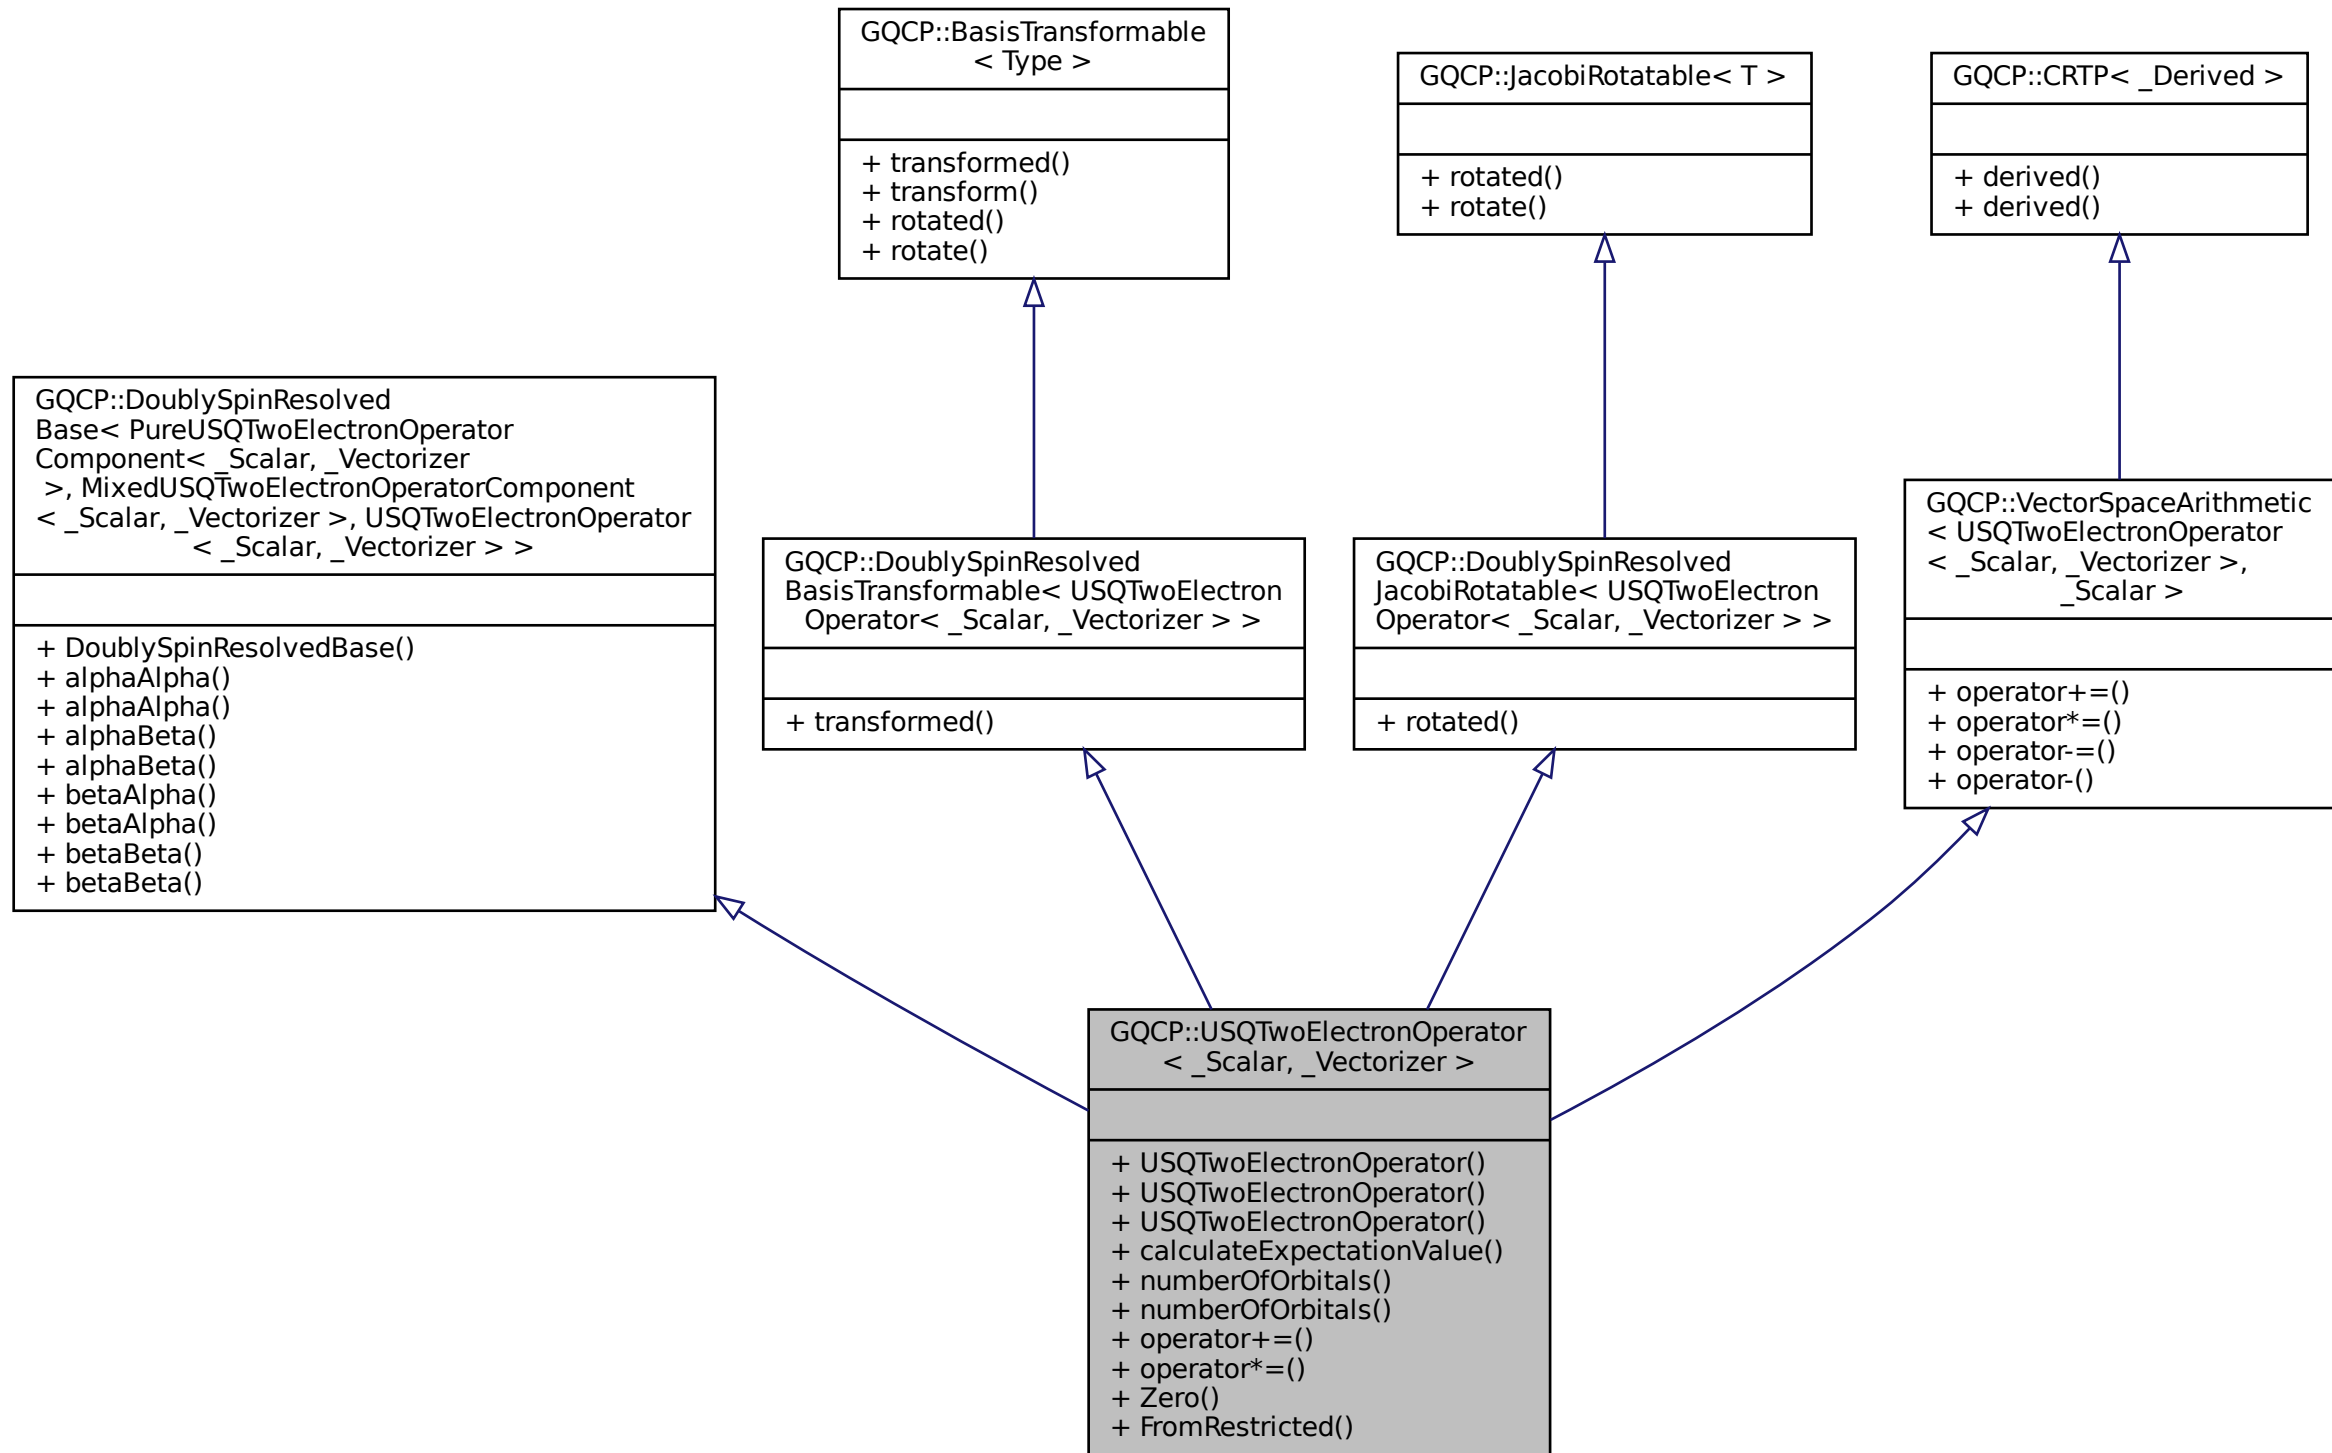 GQCP::BasisTransformable
< Type >
+ transformed()
+ transform()
+ rotated()
+ rotate()
GQCP::JacobiRotatable< T >
+ rotated()
+ rotate()
GQCP::CRTP< _Derived >
+ derived()
+ derived()
GQCP::DoublySpinResolved
Base< PureUSQTwoElectronOperator
Component< _Scalar, _Vectorizer
>, MixedUSQTwoElectronOperatorComponent
< _Scalar, _Vectorizer >, USQTwoElectronOperator
< _Scalar, _Vectorizer > >
+ DoublySpinResolvedBase()
+ alphaAlpha()
+ alphaAlpha()
+ alphaBeta()
+ alphaBeta()
+ betaAlpha()
+ betaAlpha()
+ betaBeta()
+ betaBeta()
GQCP::DoublySpinResolved
BasisTransformable< USQTwoElectron
Operator< _Scalar, _Vectorizer > >
+ transformed()
GQCP::DoublySpinResolved
JacobiRotatable< USQTwoElectron
Operator< _Scalar, _Vectorizer > >
+ rotated()
GQCP::VectorSpaceArithmetic
< USQTwoElectronOperator
< _Scalar, _Vectorizer >,
_Scalar >
+ operator+=()
+ operator*=()
+ operator-=()
+ operator-()
GQCP::USQTwoElectronOperator
< _Scalar, _Vectorizer >
+ USQTwoElectronOperator()
+ USQTwoElectronOperator()
+ USQTwoElectronOperator()
+ calculateExpectationValue()
+ numberOfOrbitals()
+ numberOfOrbitals()
+ operator+=()
+ operator*=()
+ Zero()
+ FromRestricted()